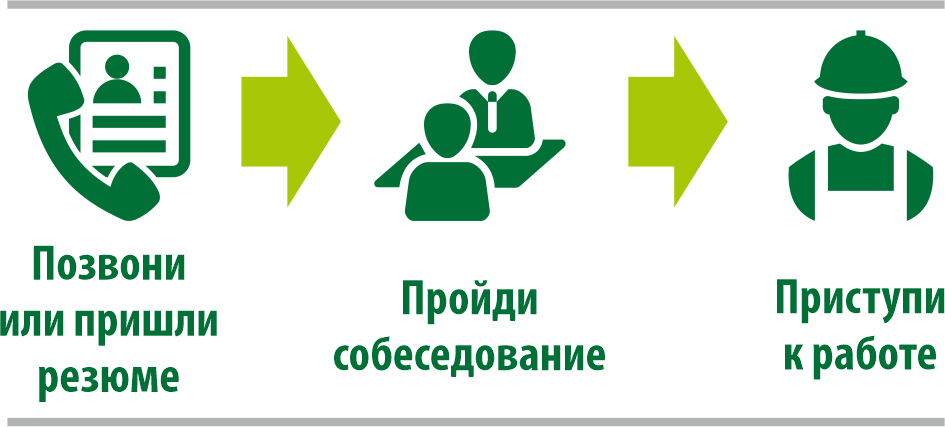 Позвони
или пришли
резюме
Пройди
собеседование
Приступи
к работе